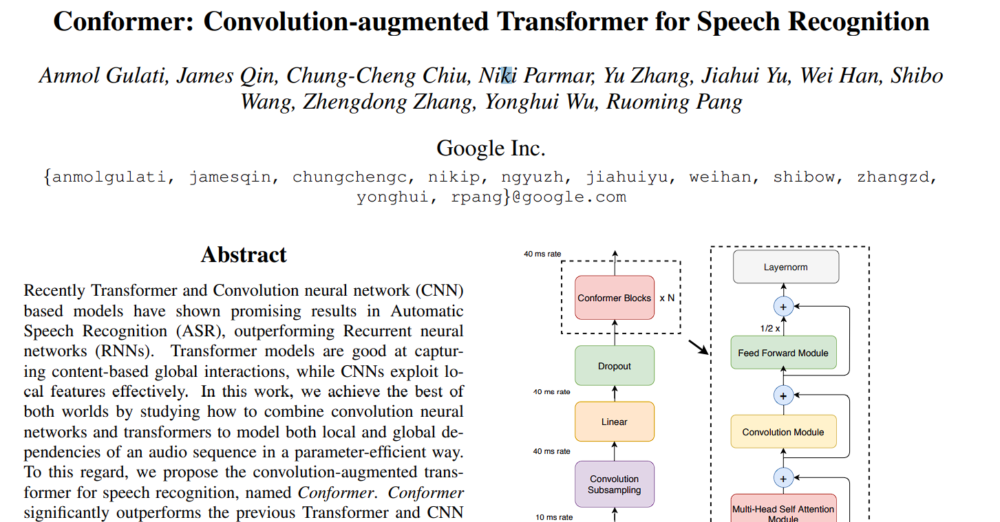 Conformer: Convolution-augmented Transformer for Speech Recognition
Anmol Gulati, James Qin, Chung-Cheng Chiu, Niki Parmar, Yu Zhang, Jiahui Yu, Wei Han, Shibo
Wang, Zhengdong Zhang, Yonghui Wu, Ruoming Pang
Google Inc.
{anmolgulati, jamesqin, chungchengc, nikip, ngyuzh, jiahuiyu, weihan, shibow, zhangzd,
yonghui, rpang}@google.com
Abstract
Recently Transformer and Convolution neural network (CNN)
based models have shown promising results in Automatic
Speech Recognition (ASR), outperforming Recurrent neural
networks (RNNs). Transformer models are good at captur-
ing content-based global interactions, while CNNs exploit lo-
cal features effectively. In this work, we achieve the best of
both worlds by studying how to combine convolution neural
networks and transformers to model both local and global de-
pendencies of an audio sequence in a parameter-efficient way.
To this regard, we propose the convolution-augmented trans-
former for speech recognition, named Conformer. Conformer
significantly outperforms the previous Transformer and CNN
40 ms rate
Conformer Blocks
x N
Dropout
40 ms rate
Linear
40 ms rate
Convolution
Subsampling
10 ms rate
Layernorm
+
1/2 x
Feed Forward Module
+
Convolution Module
+
Multi-Head Self Attention
Module